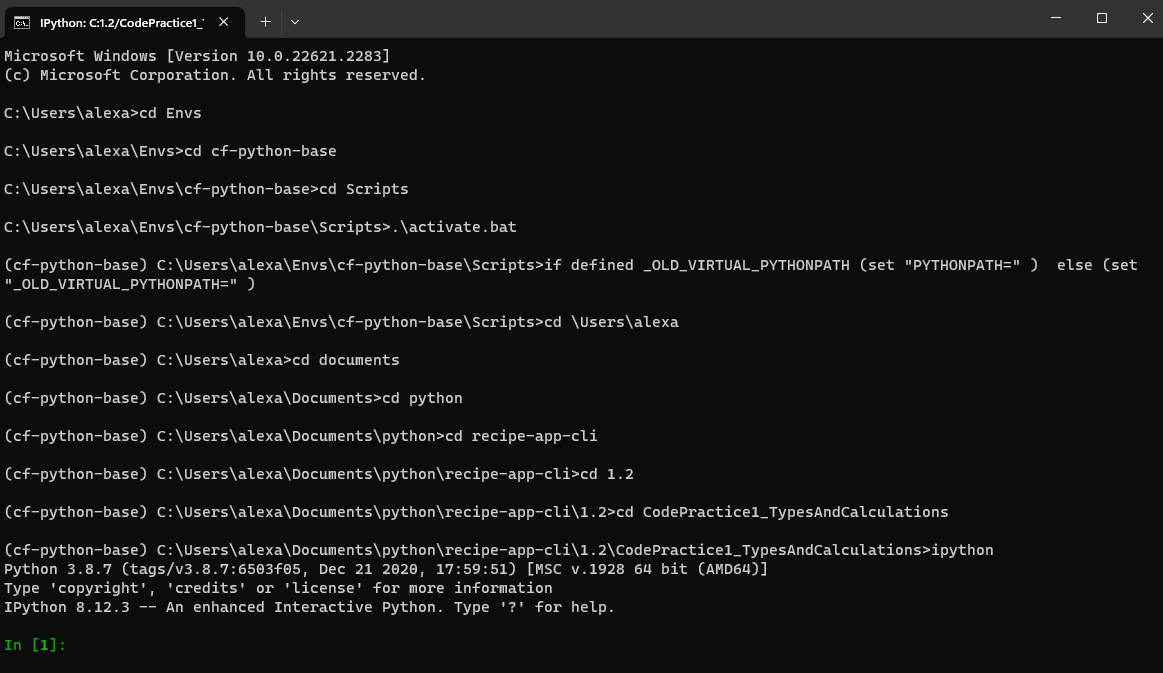 IPython: C:1.2/CodePractice1_
Microsoft Windows [Version 10.0.22621.2283]
(c) Microsoft Corporation. All rights reserved.
C:\Users\alexa>cd Envs
C:\Users\alexa\Envs>cd cf-python-base
C:\Users\alexa\Envs\cf-python-base>cd Scripts
C:\Users\alexa\Envs\cf-python-base\Scripts>.\activate.bat
(cf-python-base) C:\Users\alexa\Envs\cf-python-base\Scripts>if defined _OLD_VIRTUAL_PYTHONPATH (set "PYTHONPATH=" )  else (set
"_OLD_VIRTUAL_PYTHONPATH=" )
(cf-python-base) C:\Users\alexa\Envs\cf-python-base\Scripts>cd \Users\alexa
(cf-python-base) C:\Users\alexa>cd documents
(cf-python-base) C:\Users\alexa\Documents>cd python
(cf-python-base) C:\Users\alexa\Documents\python>cd recipe-app-cli
(cf-python-base) C:\Users\alexa\Documents\python\recipe-app-cli>cd 1.2
(cf-python-base) C:\Users\alexa\Documents\python\recipe-app-cli\1.2>cd CodePractice1_TypesAndCalculations
(cf-python-base) C:\Users\alexa\Documents\python\recipe-app-cli\1.2\CodePractice1_TypesAndCalculations>ipython
Python 3.8.7 (tags/v3.8.7:6503f05, Dec 21 2020, 17:59:51) [MSC v.1928 64 bit (AMD64)]
Type 'copyright', 'credits' or 'license' for more information
IPython 8.12.3 -- An enhanced Interactive Python. Type '?' for help.
In [1]: